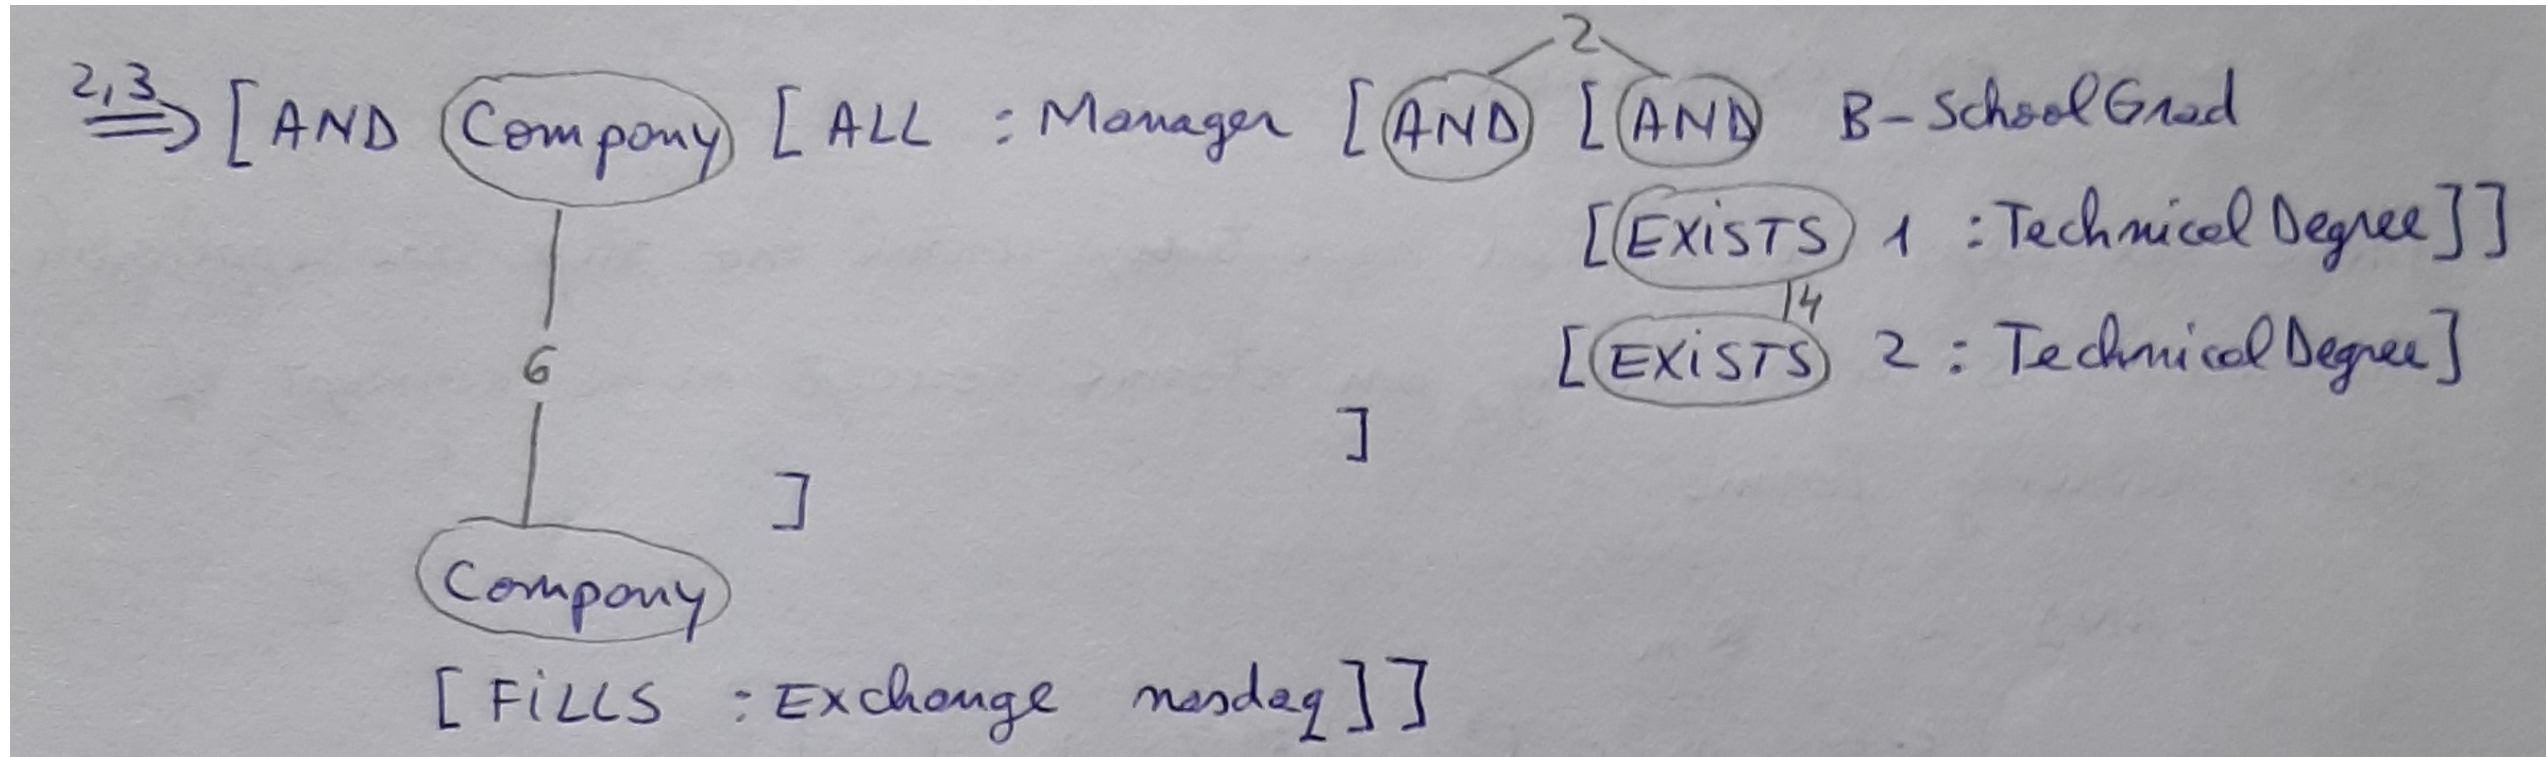 2
2,3 ⇒ [AND Company [ALL :Manager [AND [AND B-SchoolGrad
[EXiSTS 1 :TechnicalDegree]]
4
[EXiSTS 2 :TechnicalDegree]
6
]
]
Company
[FiLLS :Exchange nasdaq]]